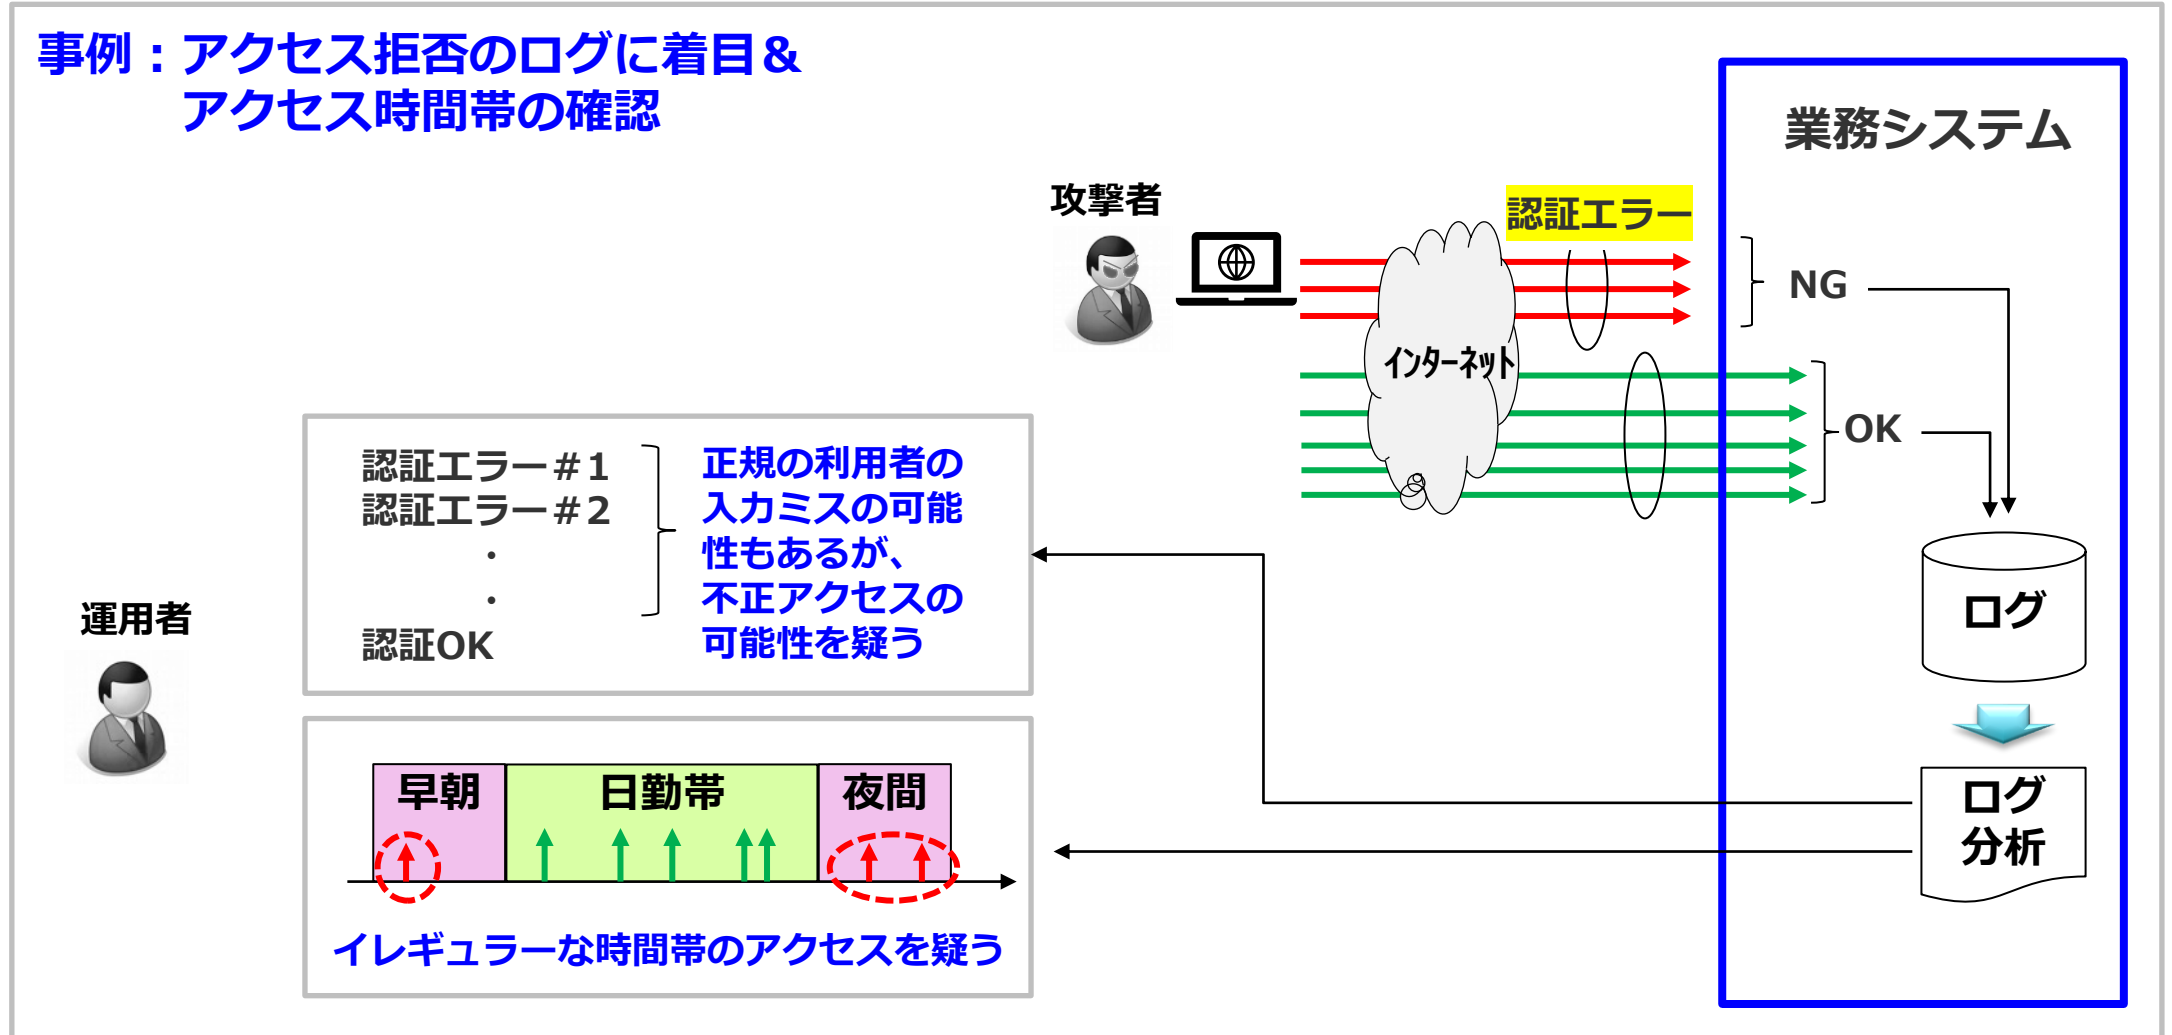 事例：アクセス拒否のログに着目＆
アクセス時間帯の確認
業務システム
攻撃者
認証エラー
NG
インターネット
OK
認証エラー＃1
認証エラー＃2
・
・
認証OK
正規の利用者の
入力ミスの可能
性もあるが、
不正アクセスの
可能性を疑う
運用者
ログ
早朝
日勤帯
夜間
イレギュラーな時間帯のアクセスを疑う
ログ
分析